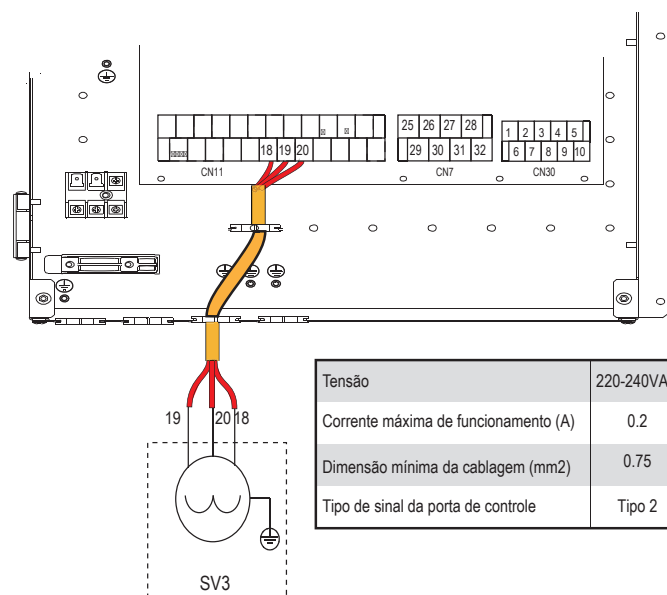 25 26 27 28
1 2 3 4 5
18 19 20
29 30 31 32
6 7 8 9 10
CN11
CN7
CN30
Tensão 220-240VA
Corrente máxima de funcionamento (A) 0.2
19 20 18
Dimensão mínima da cablagem (mm2) 0.75
Tipo de sinal da porta de controle Tipo 2
SV3